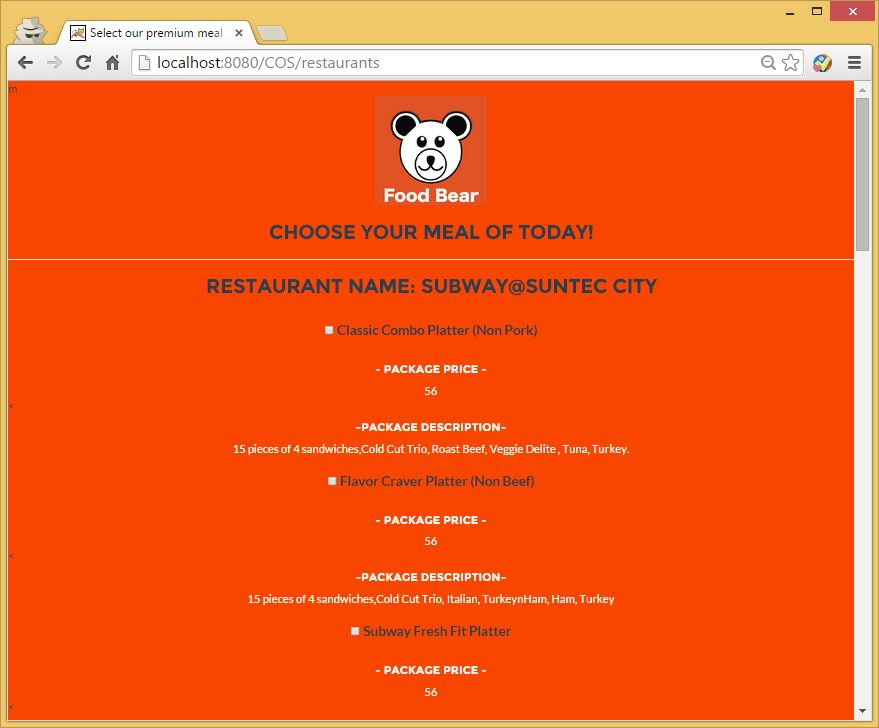 Select our premium meal
localhost:8080/COS/restaurants
m
Food Bear
CHOOSE YOUR MEAL OF TODAY!
RESTAURANT NAME: SUBWAY@SUNTEC CITY
Classic Combo Platter (Non Pork)
- PACKAGE PRICE -
56
<
-PACKAGE DESCRIPTION-
15 pieces of 4 sandwiches,Cold Cut Trio, Roast Beef, Veggie Delite , Tuna, Turkey.
Flavor Craver Platter (Non Beef)
- PACKAGE PRICE -
56
<
-PACKAGE DESCRIPTION-
15 pieces of 4 sandwiches,Cold Cut Trio, Italian, TurkeynHam, Ham, Turkey
Subway Fresh Fit Platter
- PACKAGE PRICE -
56
<